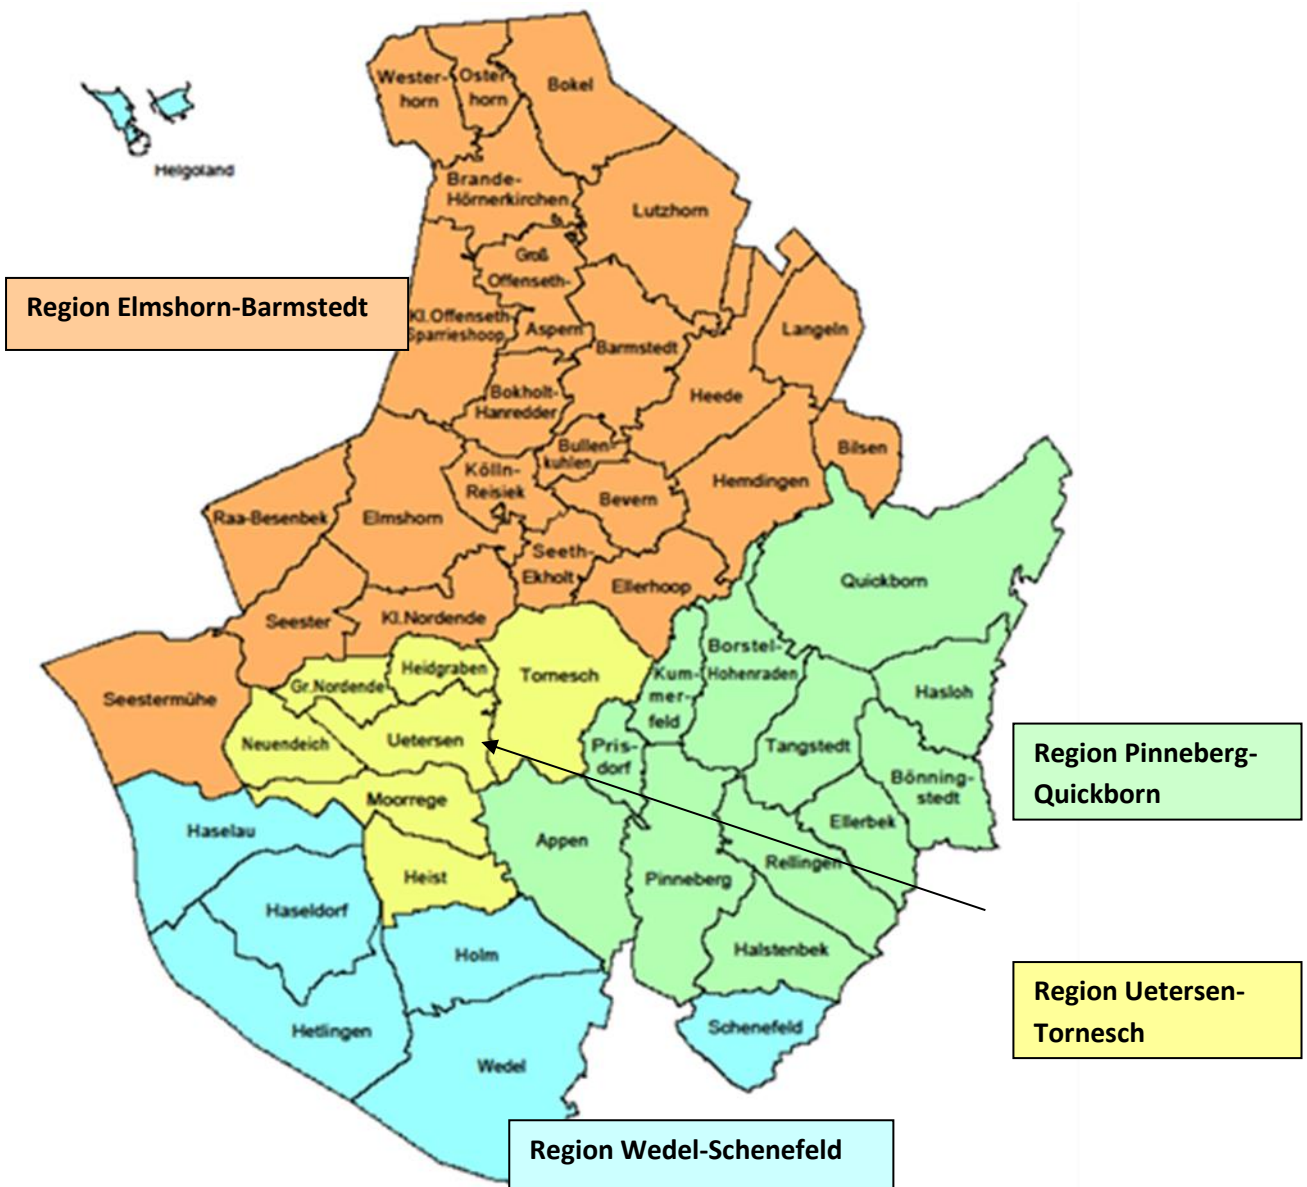 Wester-
horn
Oster-
horn
Bokel
Helgoland
Brande-
Hörnerkirchen
Lutzhorn
Groß
Offenseth-
Aspern
Region Elmshorn-Barmstedt
Kl.Offenseth-
Sparrieshoop
Barmstedt
Langeln
Bokholt-
Hanredder
Heede
Bullen-
kuhlen
Bilsen
Kölln-
Reisiek
Bevern
Hemdingen
Raa-Besenbek
Elmshorn
Seeth-
Ekholt
Ellerhoop
Quickborn
Seester
Kl.Nordende
Borstel-
Hohenraden
Heidgraben
Tornesch
Kum-
mer-
feld
Hasloh
Gr.Nordende
Seestermühe
Neuendeich
Uetersen
Pris-
dorf
Tangstedt
Bönning-
stedt
Region Pinneberg-
Quickborn
Moorrege
Haselau
Appen
Ellerbek
Rellingen
Heist
Pinneberg
Haseldorf
Holm
Halstenbek
Region Uetersen-
Tornesch
Hetlingen
Schenefeld
Wedel
Region Wedel-Schenefeld